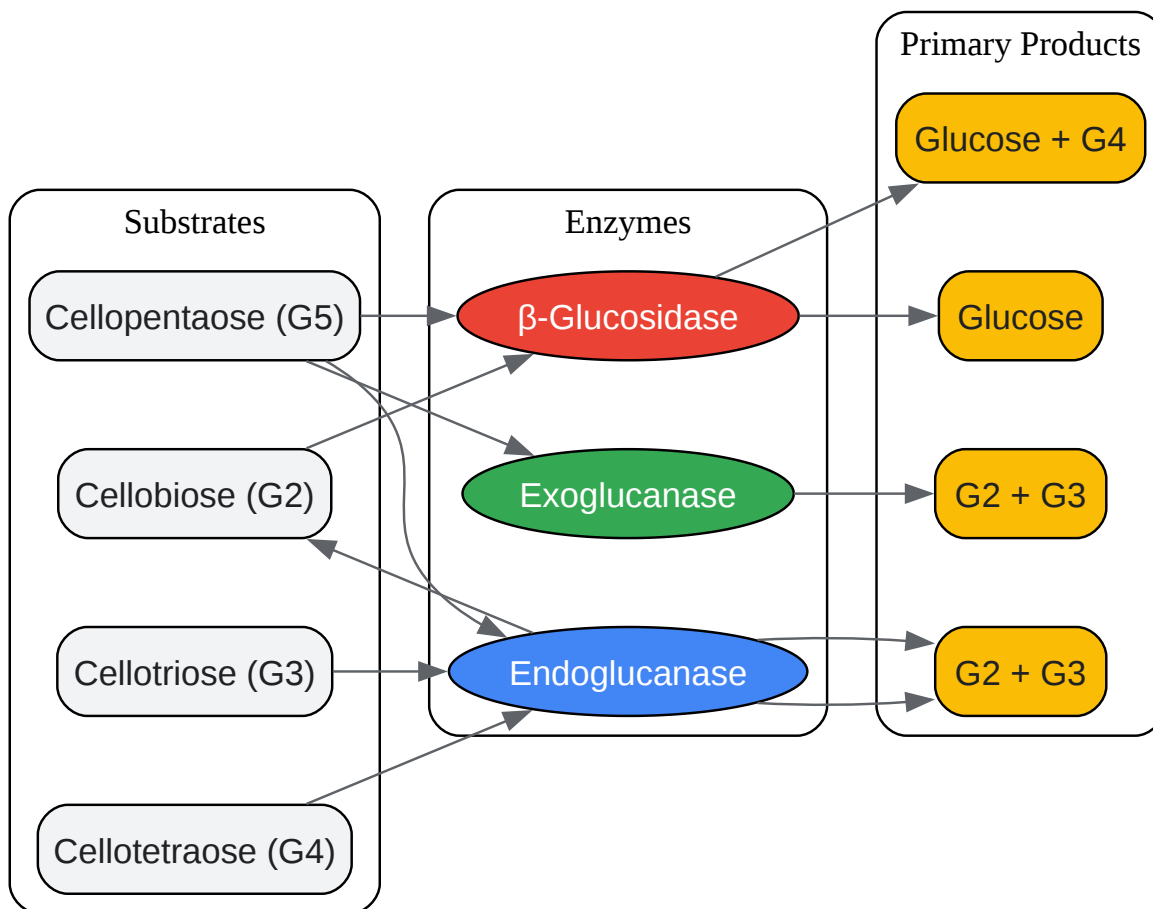 Substrates
Cellopentaose (G5)
Cellobiose (G2)
Cellotriose (G3)
Cellotetraose (G4)
Enzymes
β-Glucosidase
Exoglucanase
Endoglucanase
Primary Products
Glucose + G4
Glucose
G2 + G3
G2 + G3